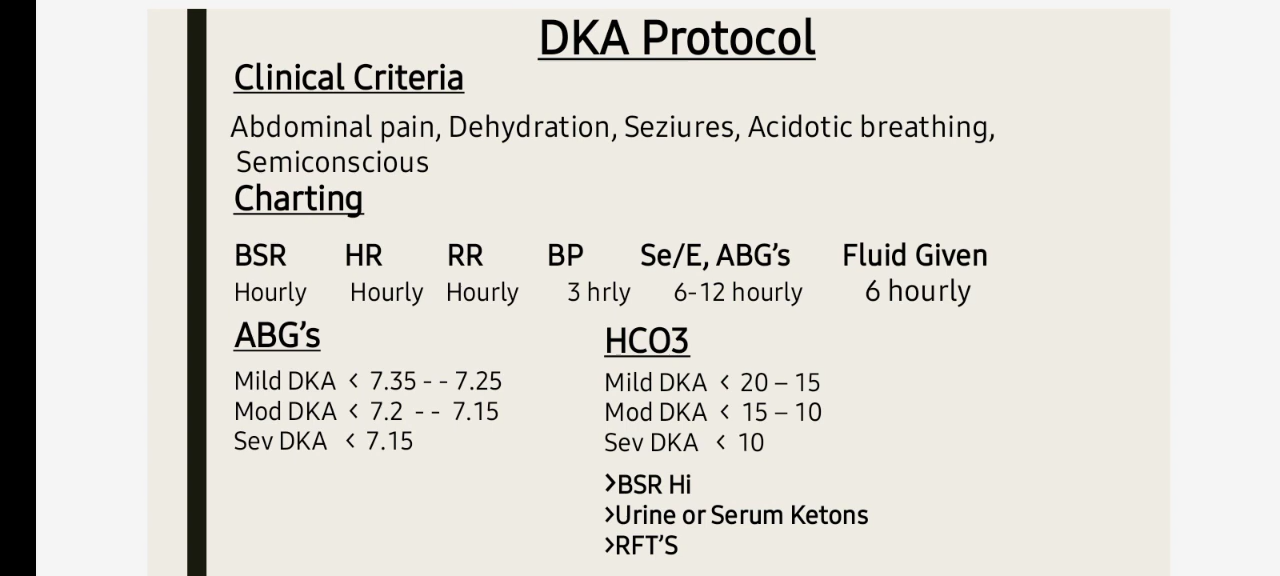 DKA Protocol
Clinical Criteria
Abdominal pain, Dehydration, Seziures, Acidotic breathing,
Semiconscious
Charting
BSR HR RR BP Se/E, ABG’s Fluid Given
Hourly Hourly Hourly 3 hrly 6-12 hourly 6 hourly
ABG’s
Mild DKA < 7.35 - - 7.25
Mod DKA < 7.2 - - 7.15
Sev DKA < 7.15
HCO3
Mild DKA < 20 – 15
Mod DKA < 15 – 10
Sev DKA < 10
>BSR Hi
>Urine or Serum Ketons
>RFT’S